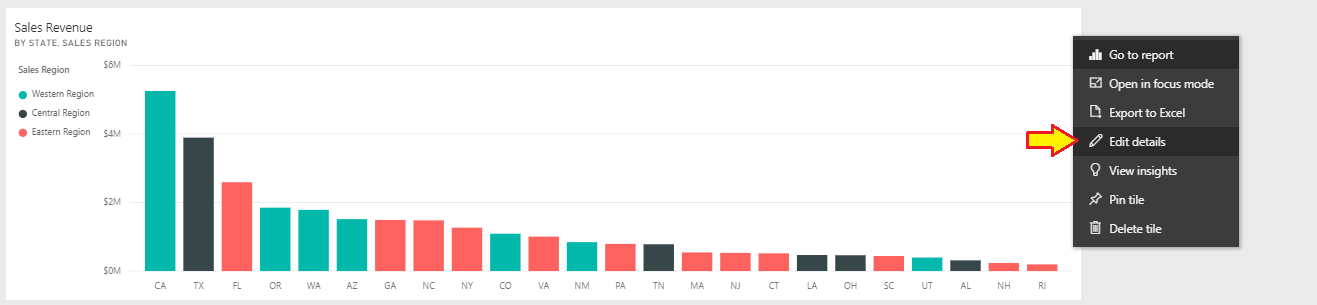 Sales Revenue
BY STATE, SALES REGION
Sales Region
Western Region
Central Region
Eastern Region
$6M
$4M
$2M
$0M
CA TX FL OR WA AZ GA NC NY CO VA NM PA TN MA NJ CT LA OH SC UT AL NH RI
Go to report
Open in focus mode
Export to Excel
Edit details
View insights
Pin tile
Delete tile